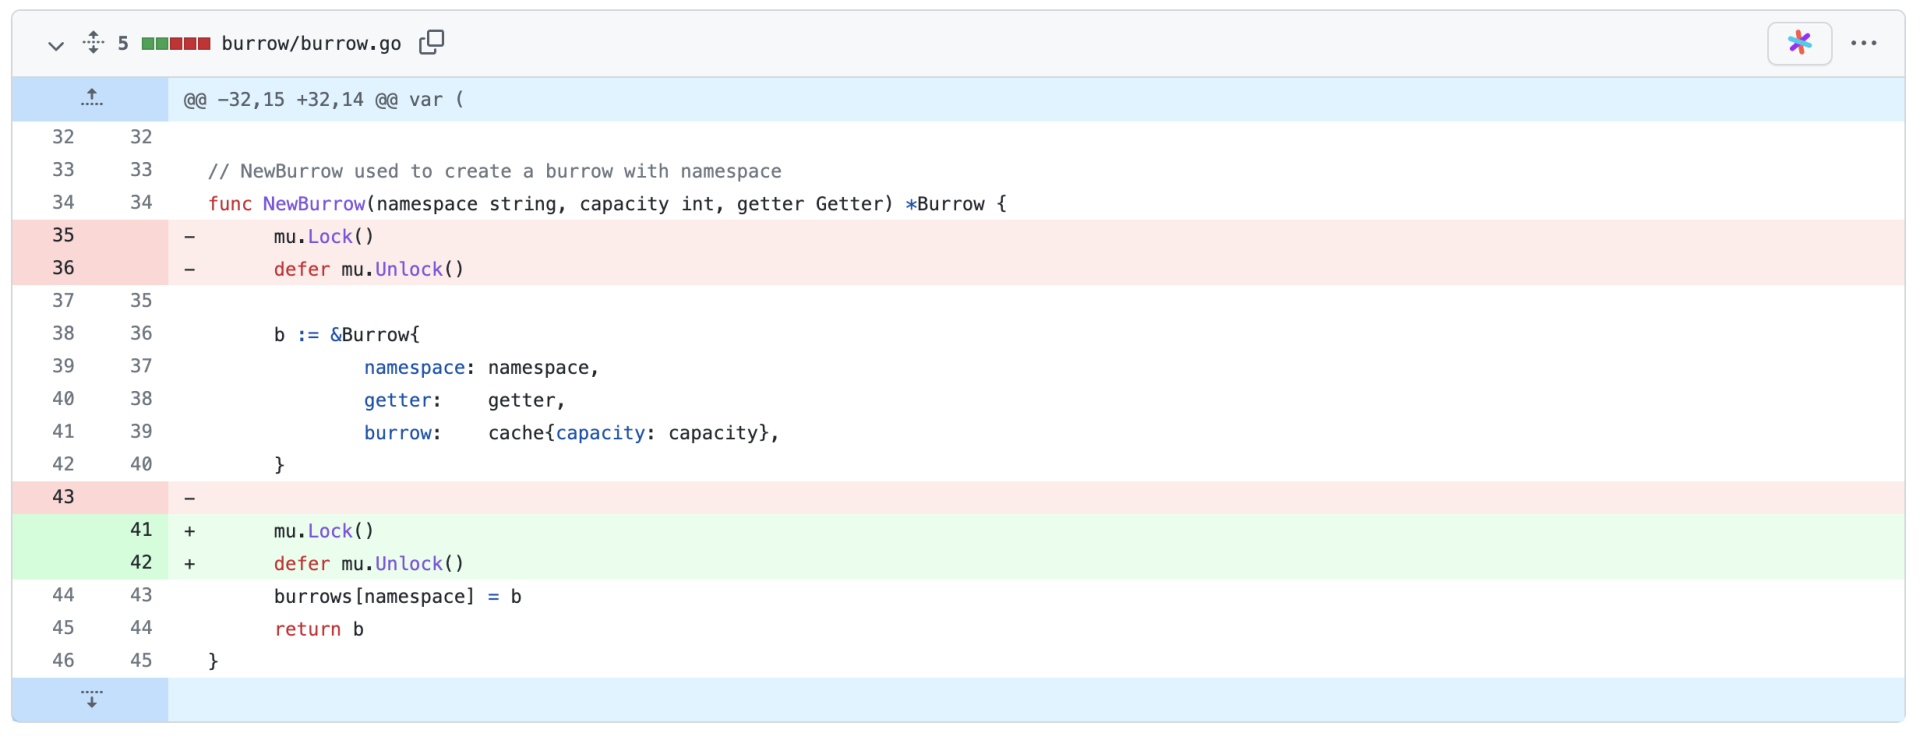 5 burrow/burrow.go
@@ -32,15 +32,14 @@ var (
32 32
33 33 // NewBurrow used to create a burrow with namespace
34 34 func NewBurrow(namespace string, capacity int, getter Getter) *Burrow {
35 - mu.Lock()
36 - defer mu.Unlock()
37 35
38 36 b := &Burrow{
39 37 namespace: namespace,
40 38 getter: getter,
41 39 burrow: cache{capacity: capacity},
42 40 }
43 -
41 + mu.Lock()
42 + defer mu.Unlock()
44 43 burrows[namespace] = b
45 44 return b
46 45 }